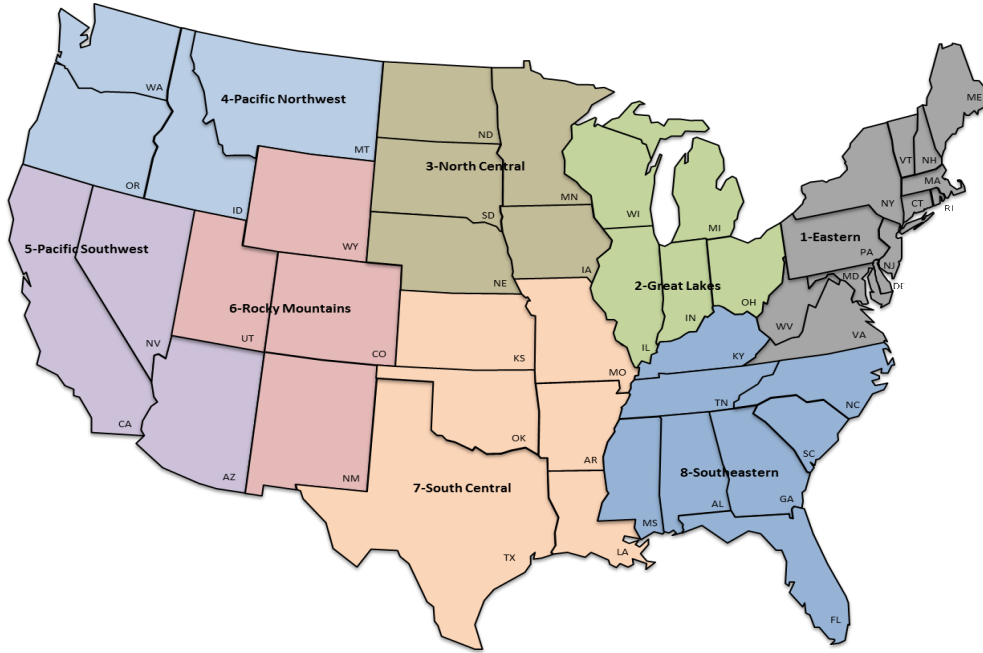 WA
4-Pacific Northwest
MT
OR
ID
ND
3-North Central
MN
SD
NE
IA
WI
MI
2-Great Lakes
IL
IN
OH
ME
VT
NH
MA
NY
CT
RI
1-Eastern
PA
NJ
MD
DE
WV
VA
5-Pacific Southwest
NV
CA
AZ
WY
6-Rocky Mountains
UT
CO
NM
KS
MO
OK
AR
7-South Central
TX
LA
KY
TN
NC
SC
8-Southeastern
MS
AL
GA
FL